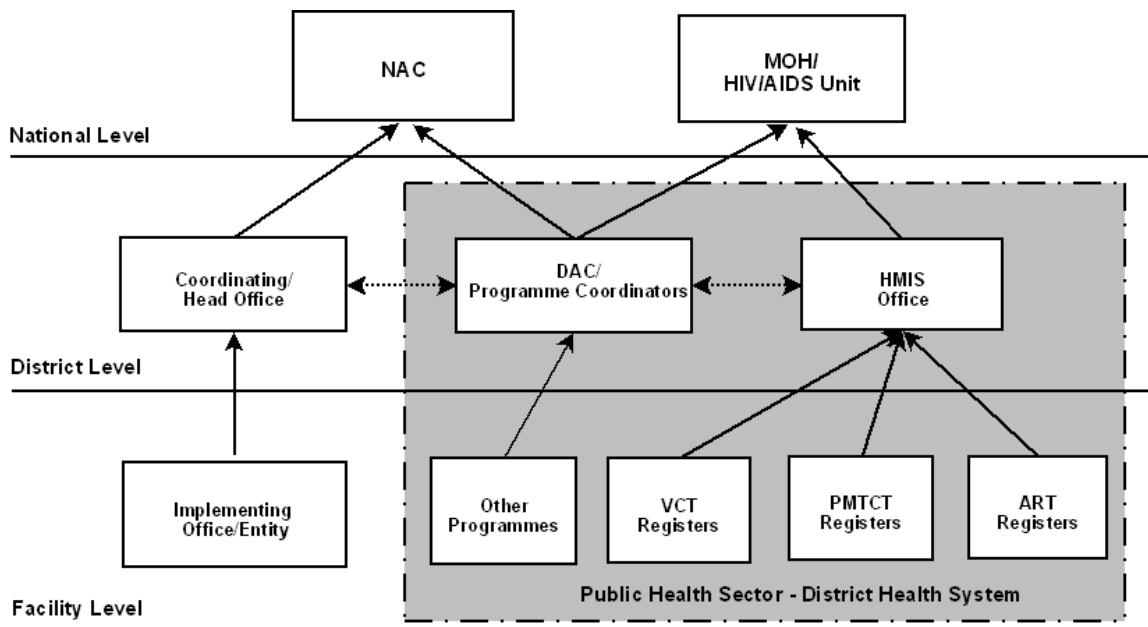 NAC
MOH/
HIV/AIDS Unit
National Level
Coordinating/
Head Office
DAC/
Programme Coordinators
HMIS
Office
District Level
Implementing
Office/Entity
Other
Programmes
VCT
Registers
PMTCT
Registers
ART
Registers
Public Health Sector - District Health System
Facility Level